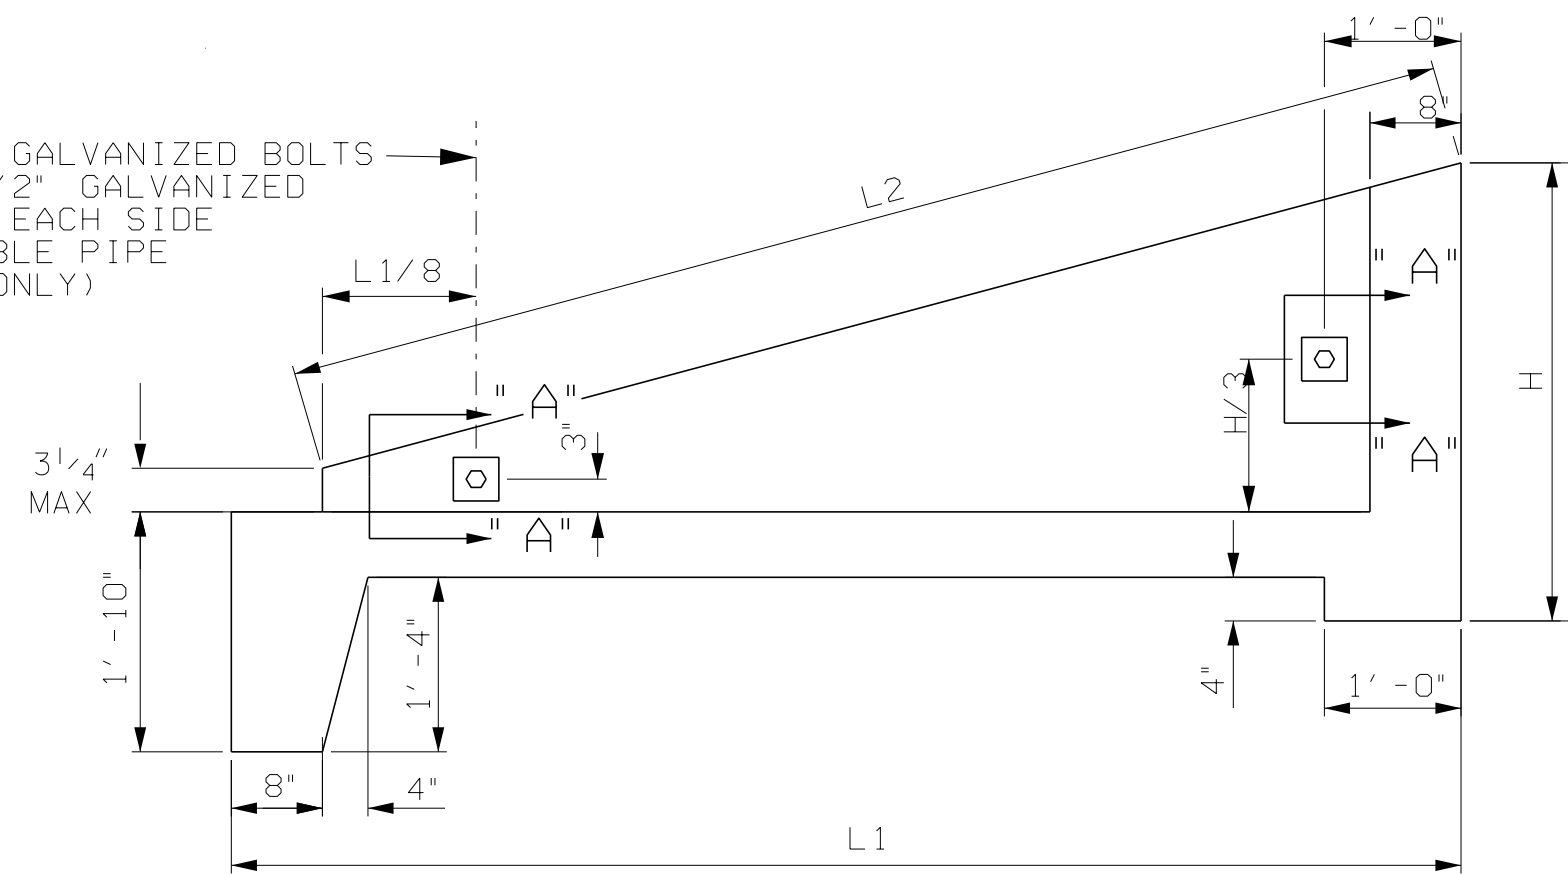 1'-0"
8"
GALVANIZED BOLTS
/2" GALVANIZED
EACH SIDE
BLE PIPE
ONLY)
L2
L1/8
"A"
H
H/3
"A"
3"
"A"
3 1/4"
MAX
"A"
1'-10"
1'-4"
4"
1'-0"
8"
4"
L1